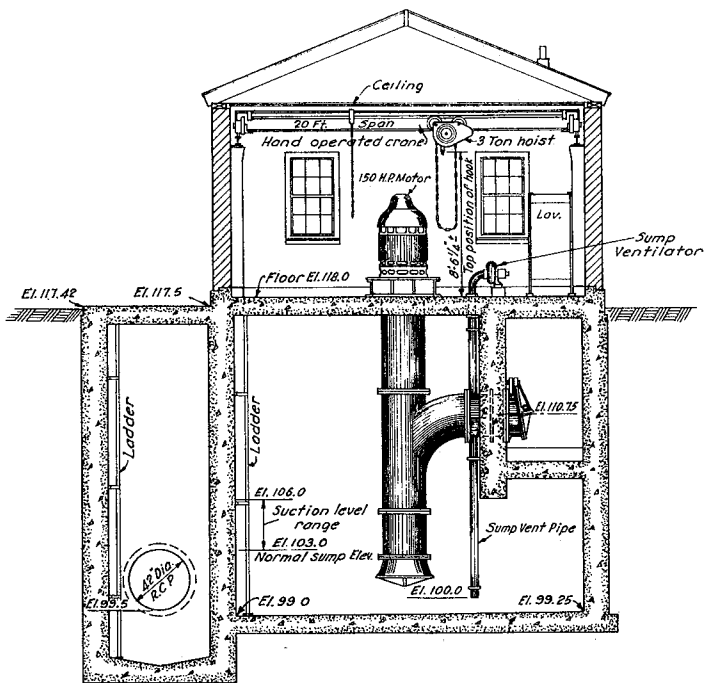 Ceiling
20 Ft. Span
Hand operated crane
3 Ton hoist
150 H.P. Motor
8'-6 1/4" ±
Top position of hook
Lav.
Sump
Ventilator
Floor El. 118.0
El. 117.42
El. 117.5
El. 110.75
Ladder
Ladder
El. 106.0
Suction level
range
El. 103.0
Normal Sump Elev.
Sump Vent Pipe
42" Dia.
R.C.P.
El. 99.5
El. 99.0
El. 100.0
El. 99.25